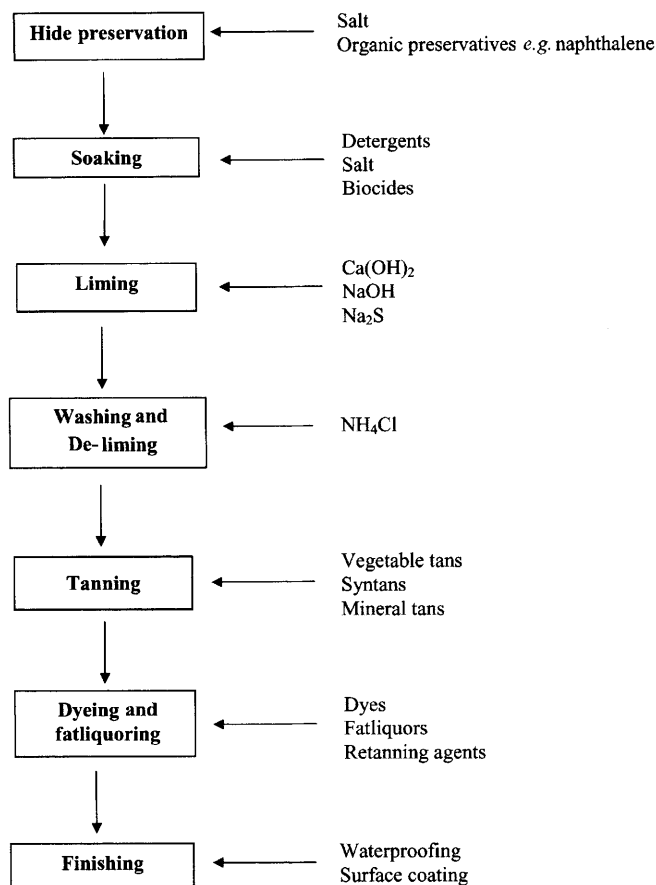 Hide preservation
Salt
Organic preservatives e.g. naphthalene
Soaking
Detergents
Salt
Biocides
Liming
Ca(OH)₂
NaOH
Na₂S
Washing and
De-liming
NH₄Cl
Tanning
Vegetable tans
Syntans
Mineral tans
Dyeing and
fatliquoring
Dyes
Fatliquors
Retanning agents
Finishing
Waterproofing
Surface coating